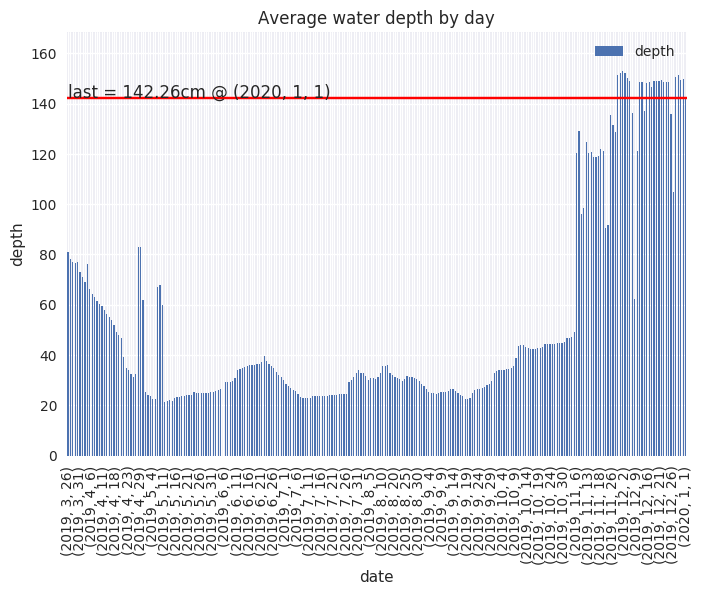 Average water depth by day
depth
last = 142.26cm @ (2020, 1, 1)
depth
160
140
120
100
80
60
40
20
0
(2019, 3, 26)
(2019, 3, 31)
(2019, 4, 6)
(2019, 4, 11)
(2019, 4, 18)
(2019, 4, 23)
(2019, 4, 29)
(2019, 5, 4)
(2019, 5, 11)
(2019, 5, 16)
(2019, 5, 21)
(2019, 5, 26)
(2019, 5, 31)
(2019, 6, 6)
(2019, 6, 11)
(2019, 6, 16)
(2019, 6, 21)
(2019, 6, 26)
(2019, 7, 1)
(2019, 7, 6)
(2019, 7, 11)
(2019, 7, 16)
(2019, 7, 21)
(2019, 7, 26)
(2019, 7, 31)
(2019, 8, 5)
(2019, 8, 10)
(2019, 8, 20)
(2019, 8, 25)
(2019, 8, 30)
(2019, 9, 4)
(2019, 9, 9)
(2019, 9, 14)
(2019, 9, 19)
(2019, 9, 24)
(2019, 9, 29)
(2019, 10, 4)
(2019, 10, 9)
(2019, 10, 14)
(2019, 10, 19)
(2019, 10, 24)
(2019, 10, 30)
(2019, 11, 6)
(2019, 11, 13)
(2019, 11, 18)
(2019, 11, 26)
(2019, 12, 2)
(2019, 12, 9)
(2019, 12, 16)
(2019, 12, 21)
(2019, 12, 26)
(2020, 1, 1)
date